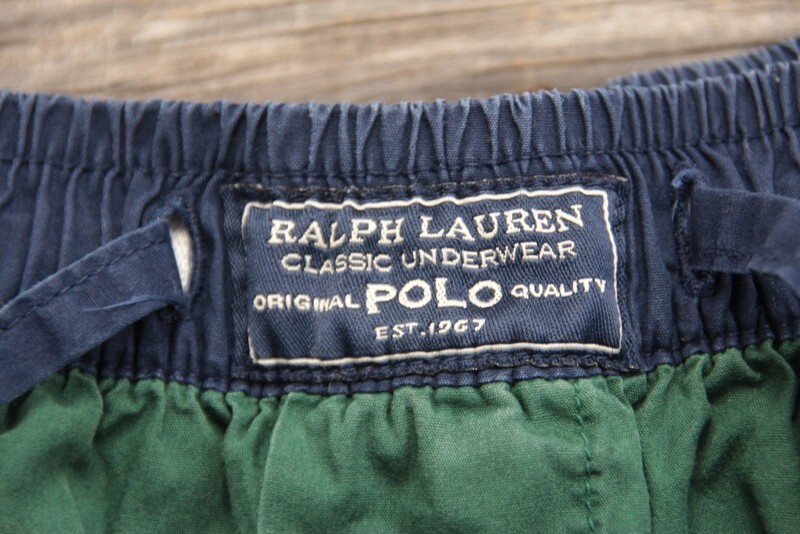 RALPH LAUREN
CLASSIC UNDERWEAR
ORIGINAL POLO QUALITY
EST. 1967